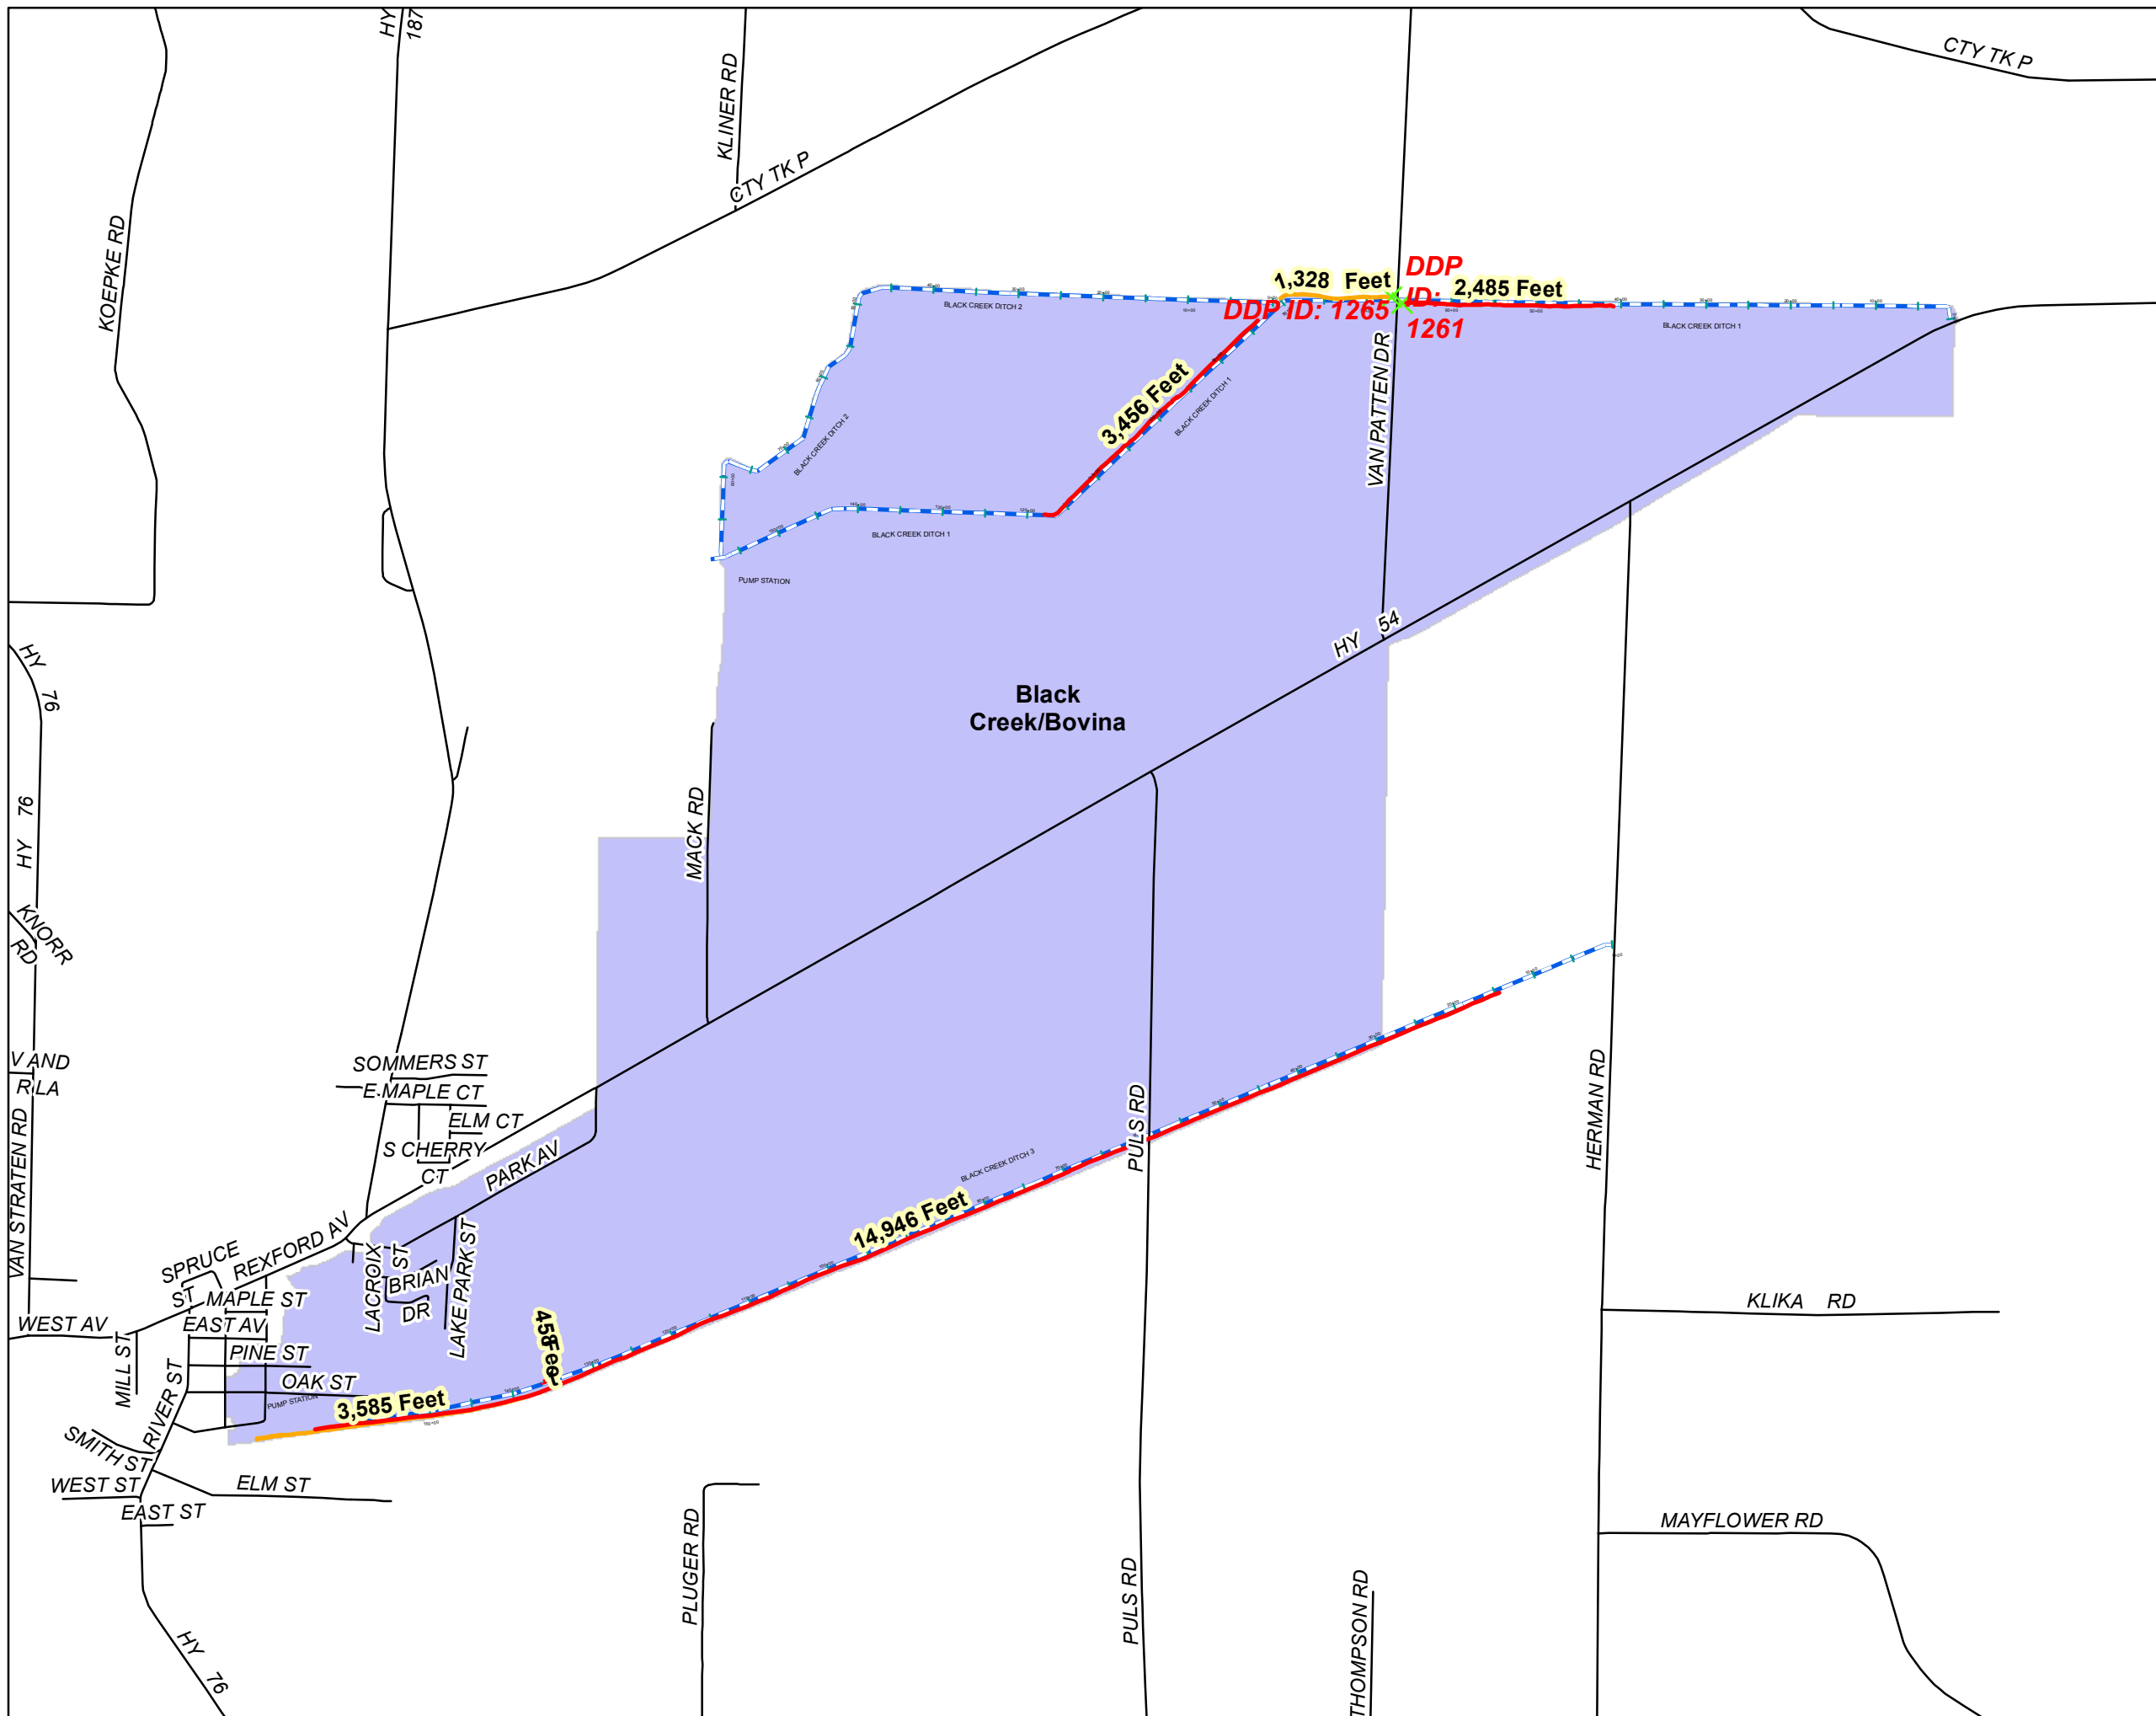 HY
187
CTY TK P
KLINER RD
CTY TK P
KOEPKE RD
1,328 Feet
DDP
ID:
1261
2,485 Feet
DDP ID: 1265
BLACK CREEK DITCH 2
BLACK CREEK DITCH 1
VAN PATTEN DR
3,456 Feet
BLACK CREEK DITCH 1
BLACK CREEK DITCH 2
BLACK CREEK DITCH 1
PUMP STATION
HY 54
HY 76
Black
Creek/Bovina
MACK RD
HY 76
KNORR
RD
V AND
R LA
SOMMERS ST
E MAPLE CT
ELM CT
S CHERRY
CT
PARK AV
PULS RD
HERMAN RD
VAN STRATEN RD
BLACK CREEK DITCH 3
14,946 Feet
SPRUCE
ST
REXFORD AV
LACROIX
ST
BRIAN
DR
LAKE PARK ST
MAPLE ST
WEST AV
EAST AV
MILL ST
PINE ST
OAK ST
RIVER ST
PUMP STATION
458 Feet
3,585 Feet
KLIKA RD
SMITH ST
WEST ST
ELM ST
EAST ST
HY 76
PLUGER RD
PULS RD
THOMPSON RD
MAYFLOWER RD